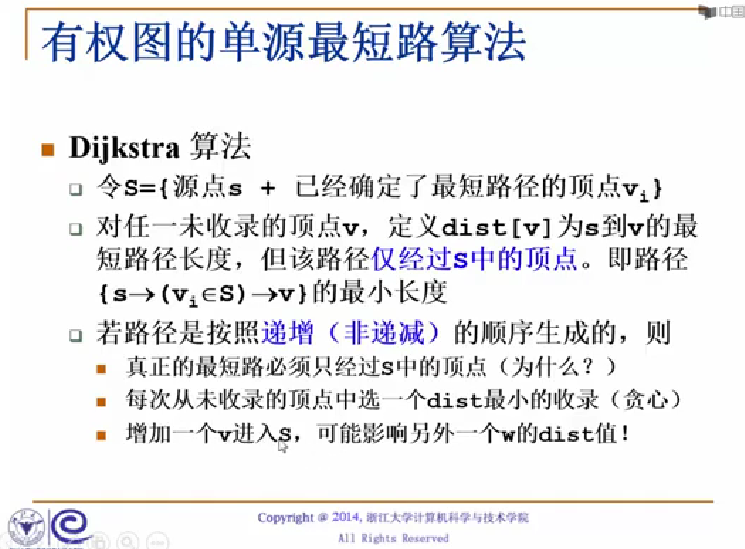 有权图的单源最短路算法
Dijkstra 算法
令S={源点s + 已经确定了最短路径的顶点vi}
对任一未收录的顶点v，定义dist[v]为s到v的最
短路径长度，但该路径仅经过S中的顶点。即路径
{s→(vi∈S)→v}的最小长度
若路径是按照递增（非递减）的顺序生成的，则
真正的最短路必须只经过S中的顶点（为什么？）
每次从未收录的顶点中选一个dist最小的收录（贪心）
增加一个v进入S，可能影响另外一个w的dist值！
Copyright @ 2014, 浙江大学计算机科学与技术学院
All Rights Reserved